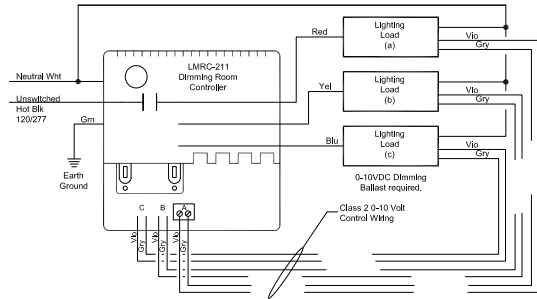 Lighting
Load
(a)
Red
Vio
Gry
LMRC-211
Dimming Room
Controller
Neutral Wht
Unswitched
Hot Blk
120/277
Yel
Lighting
Load
(b)
Grn
Blu
Lighting
Load
(c)
Vio
Gry
Earth
Ground
0-10VDC Dimming
Ballast required.
C B A
Class 2 0-10 Volt
Control Wiring
Vio
Gry
Vio
Gry
Vio
Gry